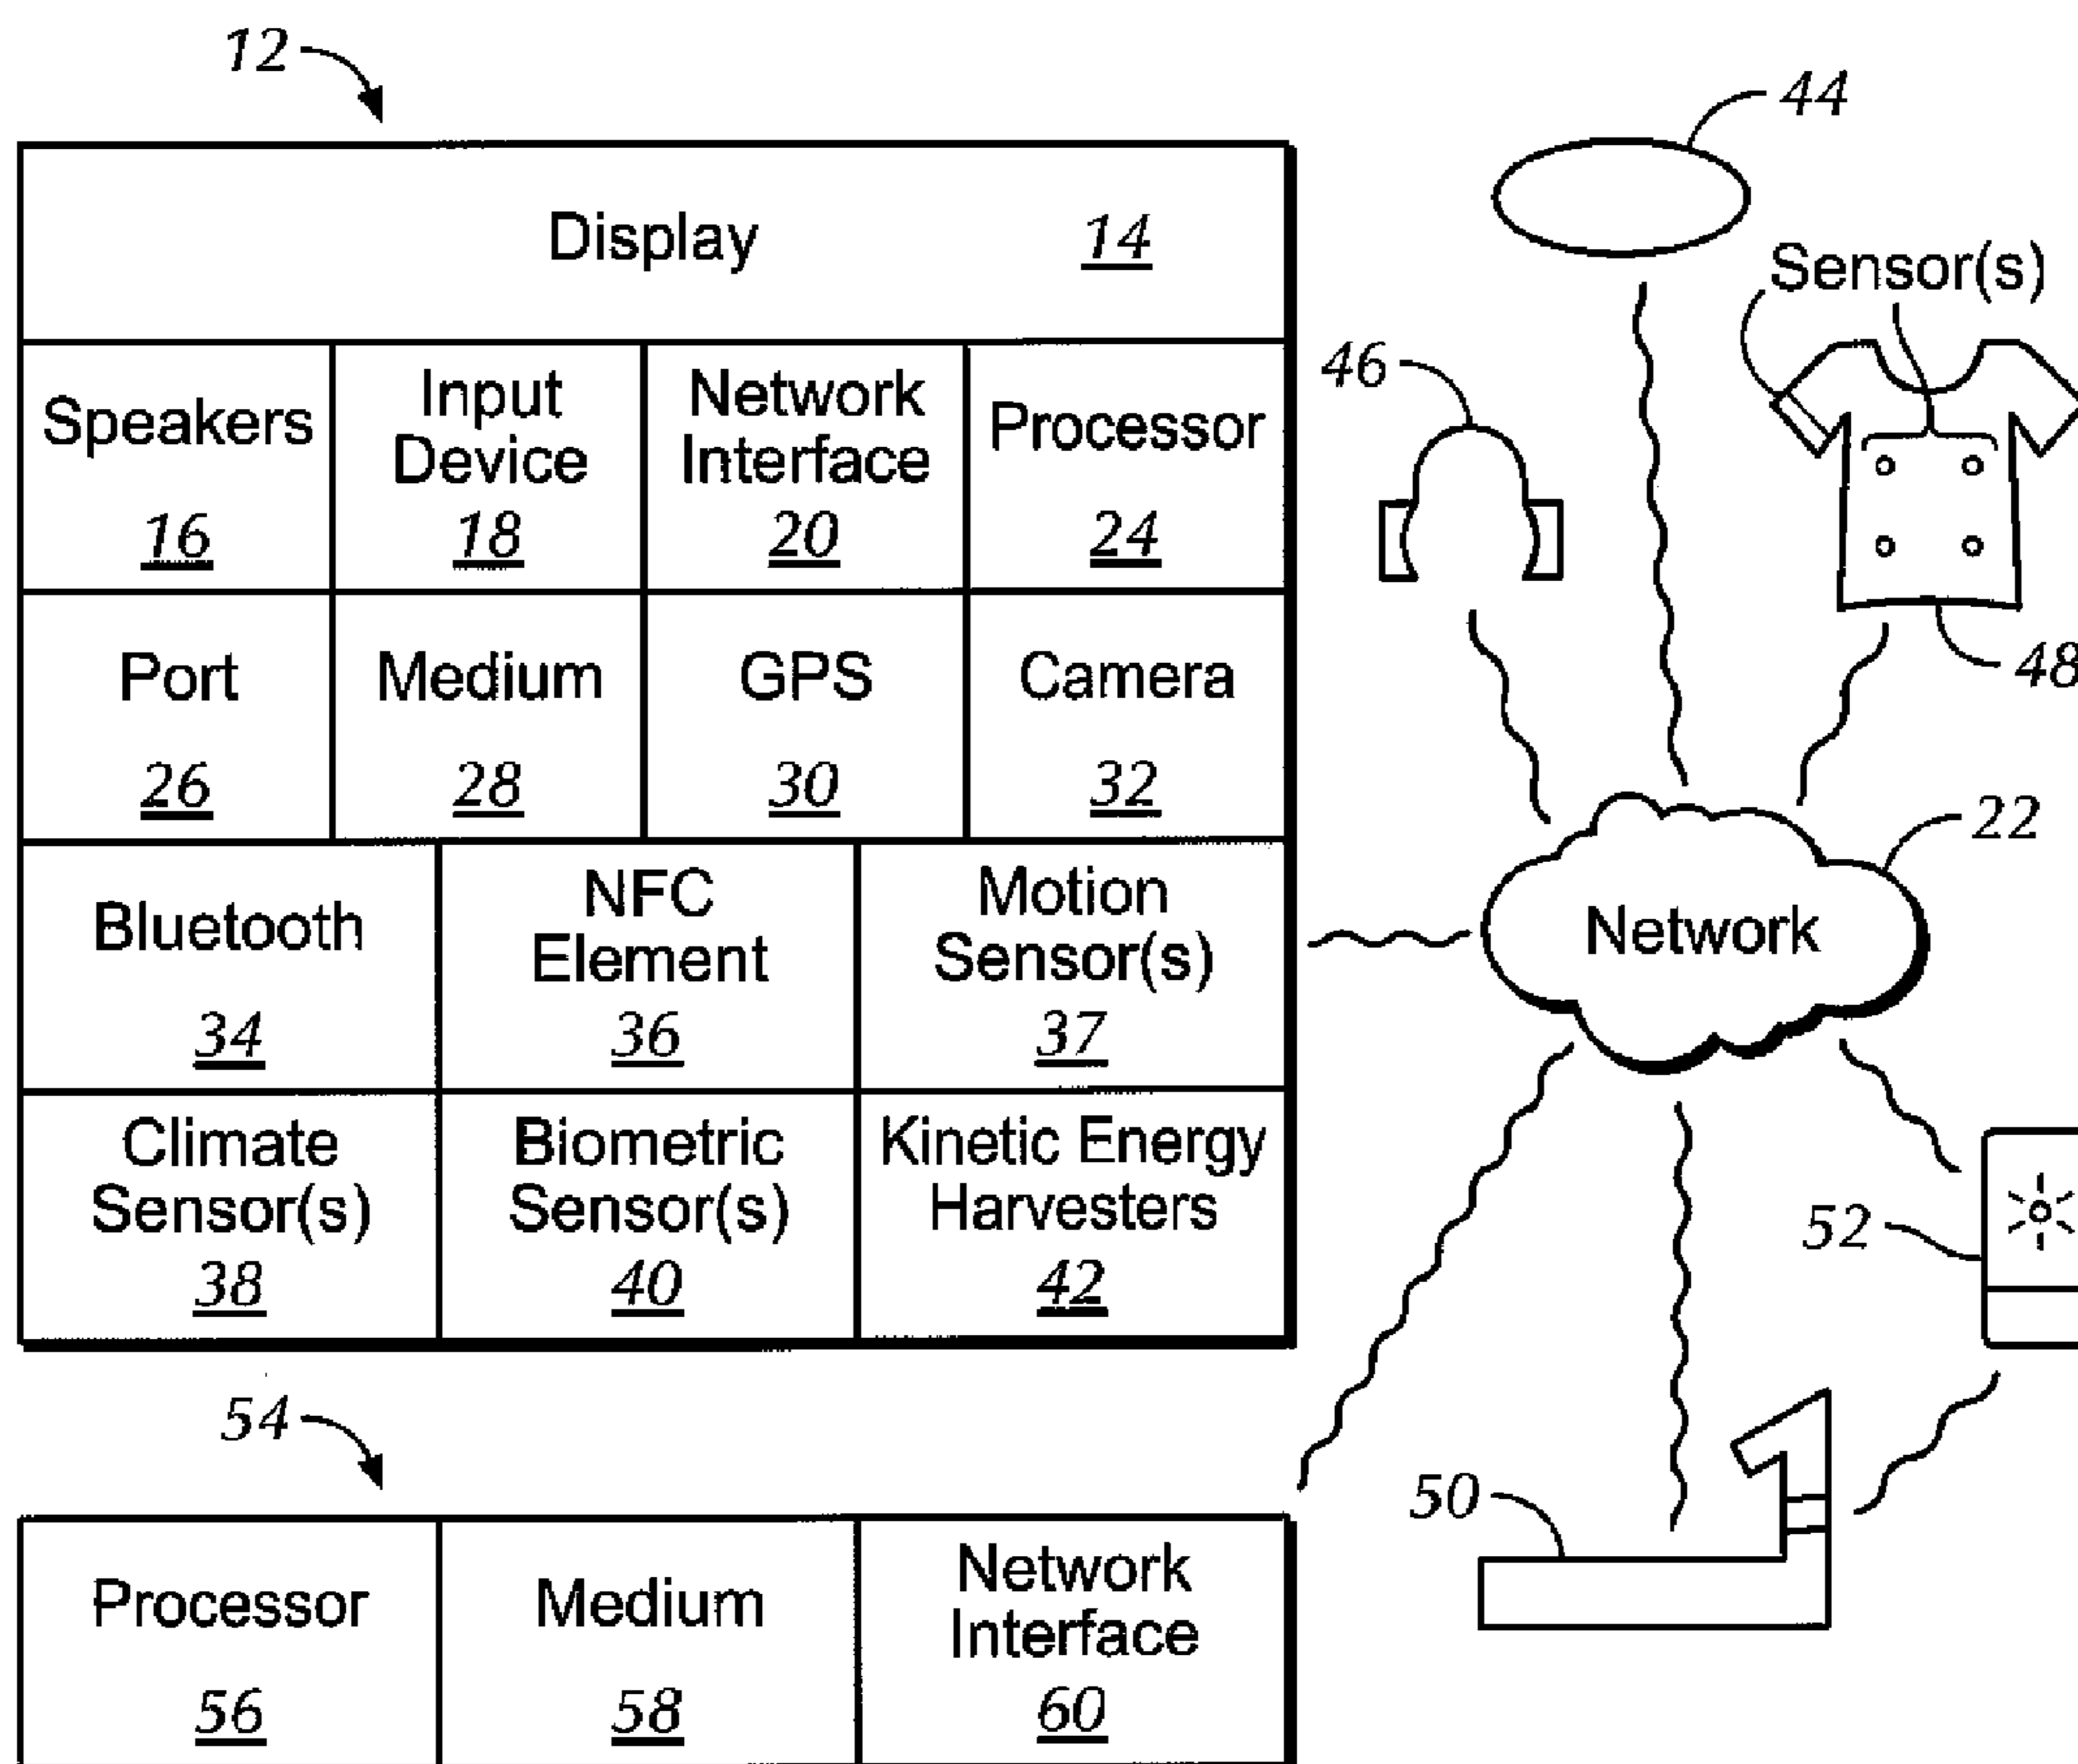 12
Display 14
Speakers
16
Input
Device
18
Network
Interface
20
Processor
24
Port
26
Medium
28
GPS
30
Camera
32
Bluetooth
34
NFC
Element
36
Motion
Sensor(s)
37
Climate
Sensor(s)
38
Biometric
Sensor(s)
40
Kinetic Energy
Harvesters
42
54
Processor
56
Medium
58
Network
Interface
60
44
Sensor(s)
46
48
22
Network
52
50